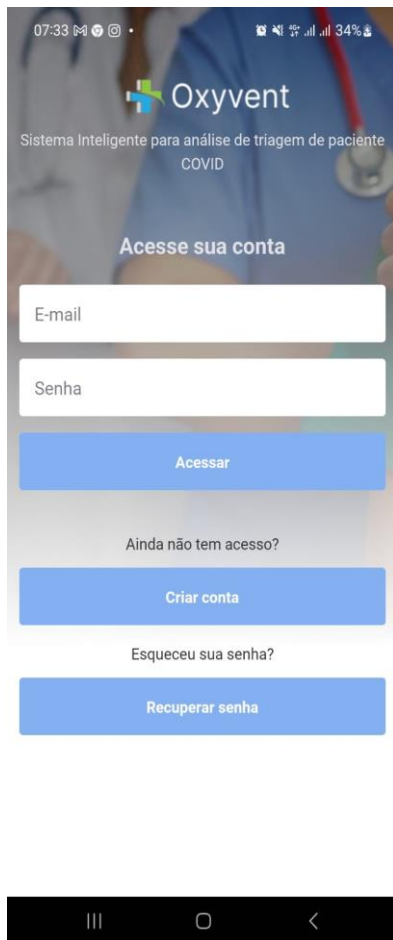 07:33
34%
Oxyvent
Sistema Inteligente para análise de triagem de paciente
COVID
Acesse sua conta
E-mail
Senha
Acessar
Ainda não tem acesso?
Criar conta
Esqueceu sua senha?
Recuperar senha